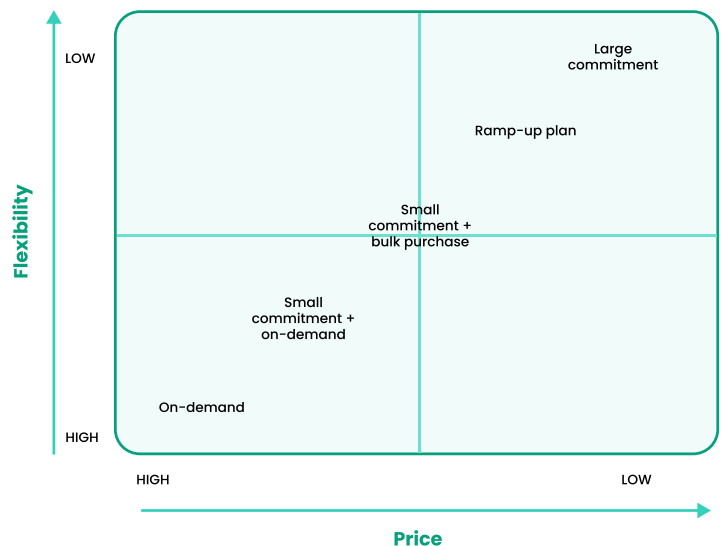 LOW
Large
commitment
Ramp-up plan
Flexibility
Small
commitment +
bulk purchase
Small
commitment +
on-demand
On-demand
HIGH
HIGH
LOW
Price